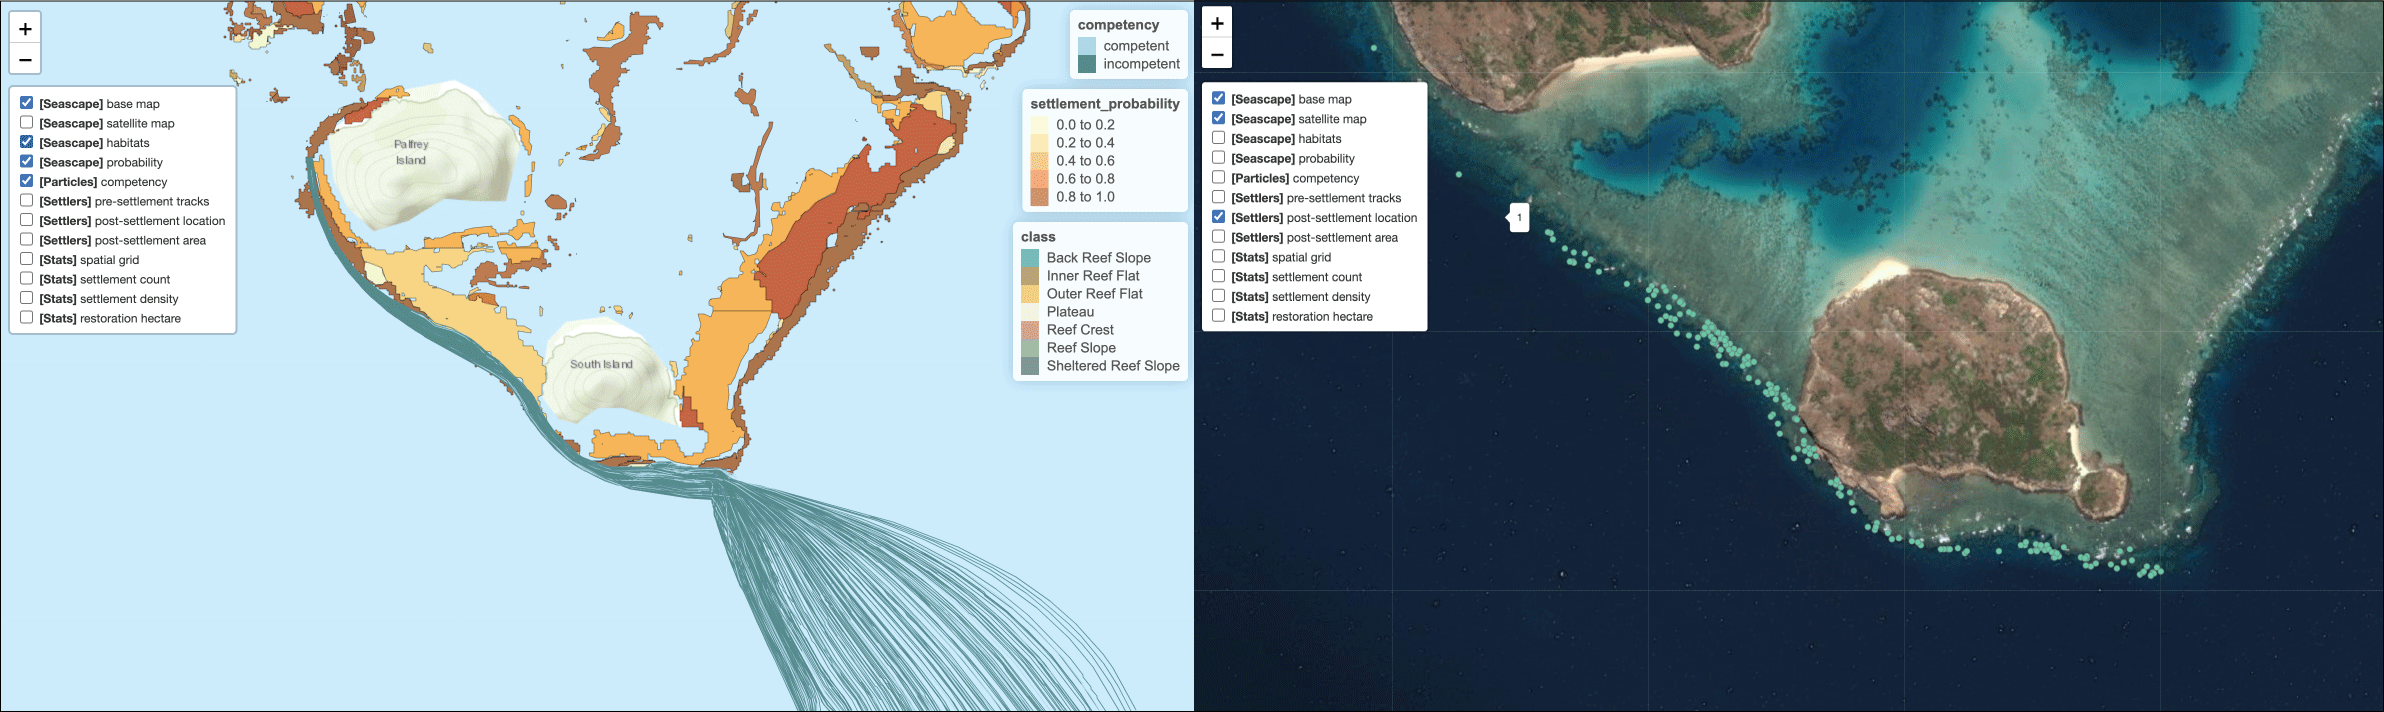 +
−
[Seascape] base map
[Seascape] satellite map
[Seascape] habitats
[Seascape] probability
[Particles] competency
[Settlers] pre-settlement tracks
[Settlers] post-settlement location
[Settlers] post-settlement area
[Stats] spatial grid
[Stats] settlement count
[Stats] settlement density
[Stats] restoration hectare
Palfrey
Island
South Island
competency
competent
incompetent
settlement_probability
0.0 to 0.2
0.2 to 0.4
0.4 to 0.6
0.6 to 0.8
0.8 to 1.0
class
Back Reef Slope
Inner Reef Flat
Outer Reef Flat
Plateau
Reef Crest
Reef Slope
Sheltered Reef Slope
+
−
[Seascape] base map
[Seascape] satellite map
[Seascape] habitats
[Seascape] probability
[Particles] competency
[Settlers] pre-settlement tracks
[Settlers] post-settlement location
[Settlers] post-settlement area
[Stats] spatial grid
[Stats] settlement count
[Stats] settlement density
[Stats] restoration hectare
1